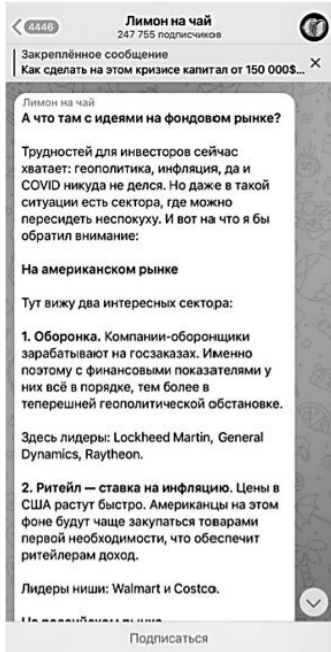 4446
Лимон на чай
247 755 подписчиков
Закреплённое сообщение
Как сделать на этом кризисе капитал от 150 000$...
Лимон на чай
А что там с идеями на фондовом рынке?
Трудностей для инвесторов сейчас
хватает: геополитика, инфляция, да и
COVID никуда не делся. Но даже в такой
ситуации есть сектора, где можно
пересидеть неспокуху. И вот на что я бы
обратил внимание:
На американском рынке
Тут вижу два интересных сектора:
1. Оборонка. Компании-оборонщики
зарабатывают на госзаказах. Именно
поэтому с финансовыми показателями у
них всё в порядке, тем более в
теперешней геополитической обстановке.
Здесь лидеры: Lockheed Martin, General
Dynamics, Raytheon.
2. Ритейл — ставка на инфляцию. Цены в
США растут быстро. Американцы на этом
фоне будут чаще закупаться товарами
первой необходимости, что обеспечит
ритейлерам доход.
Лидеры ниши: Walmart и Costco.
На российском рынке
Подписаться